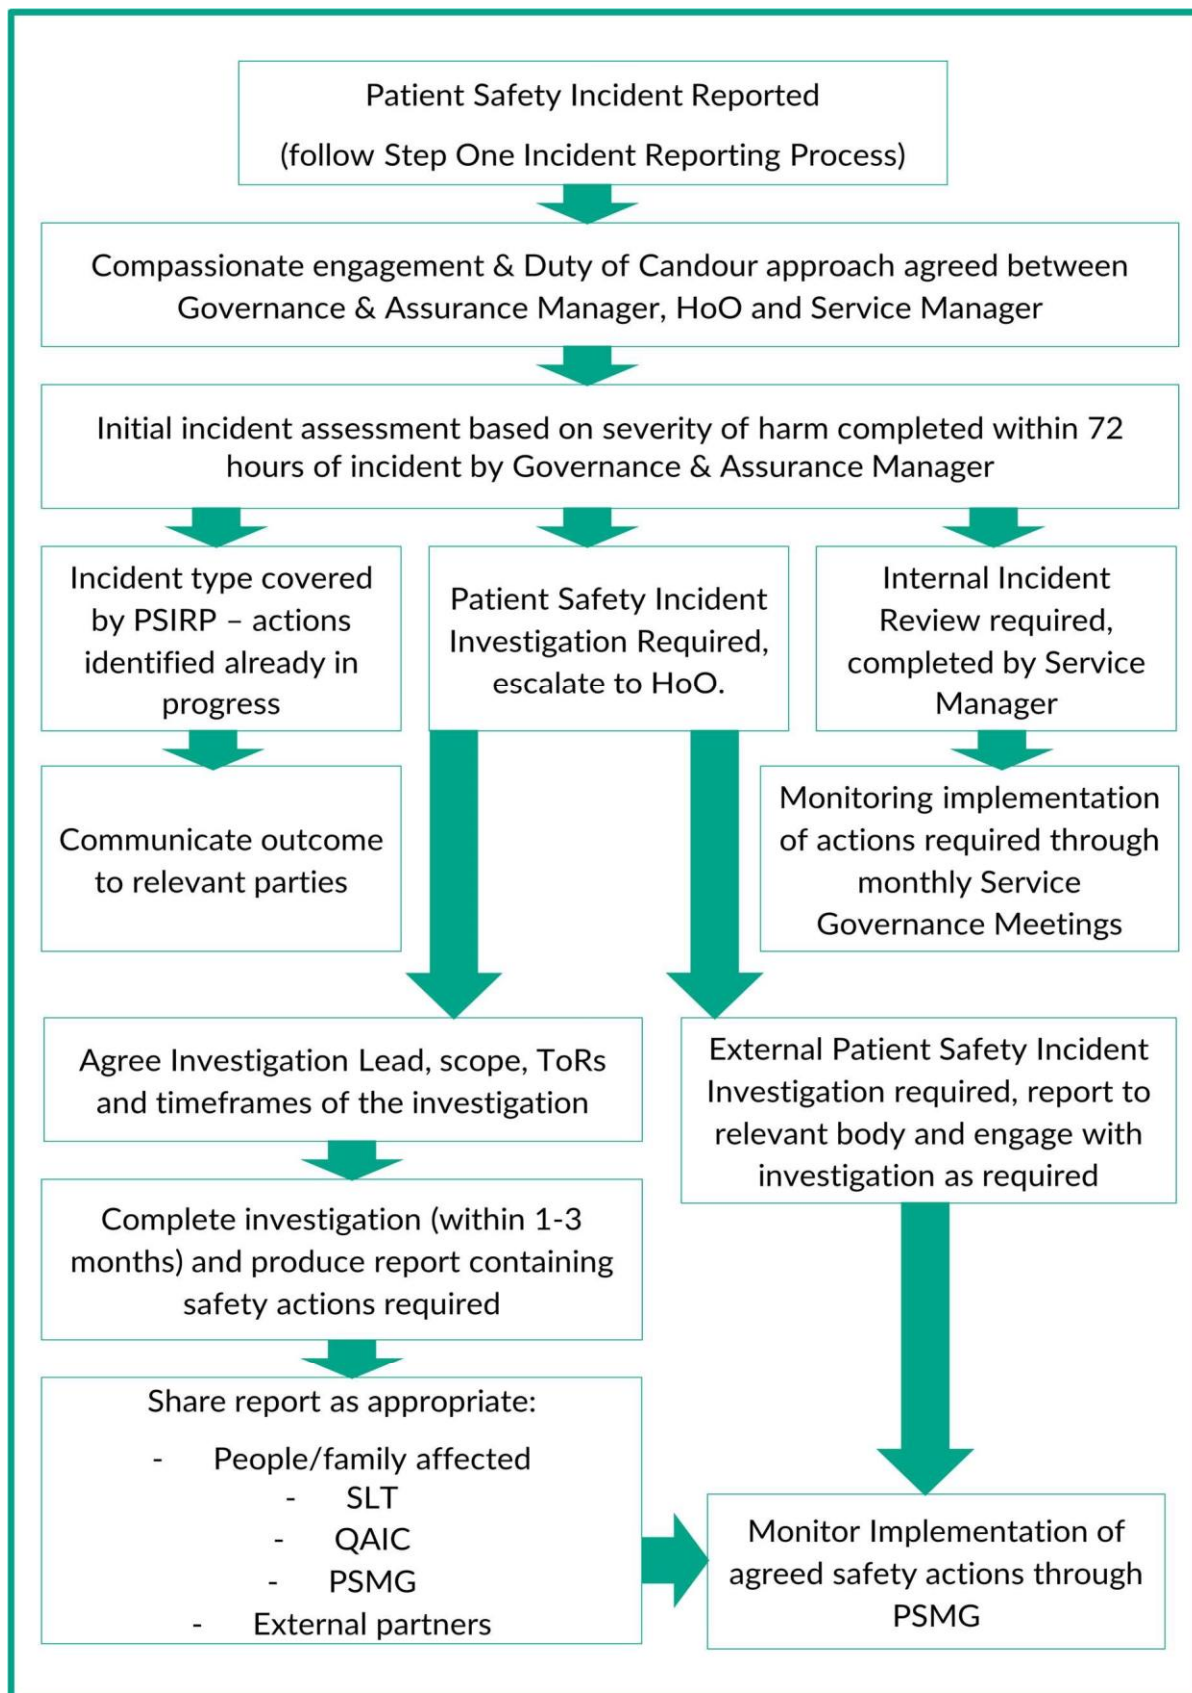 Patient Safety Incident Reported
(follow Step One Incident Reporting Process)
Compassionate engagement & Duty of Candour approach agreed between
Governance & Assurance Manager, HoO and Service Manager
Initial incident assessment based on severity of harm completed within 72
hours of incident by Governance & Assurance Manager
Incident type covered
by PSIRP – actions
identified already in
progress
Patient Safety Incident
Investigation Required,
escalate to HoO.
Internal Incident
Review required,
completed by Service
Manager
Communicate outcome
to relevant parties
Monitoring implementation
of actions required through
monthly Service
Governance Meetings
Agree Investigation Lead, scope, ToRs
and timeframes of the investigation
External Patient Safety Incident
Investigation required, report to
relevant body and engage with
investigation as required
Complete investigation (within 1-3
months) and produce report containing
safety actions required
Share report as appropriate:
- People/family affected
- SLT
- QAIC
- PSMG
- External partners
Monitor Implementation of
agreed safety actions through
PSMG